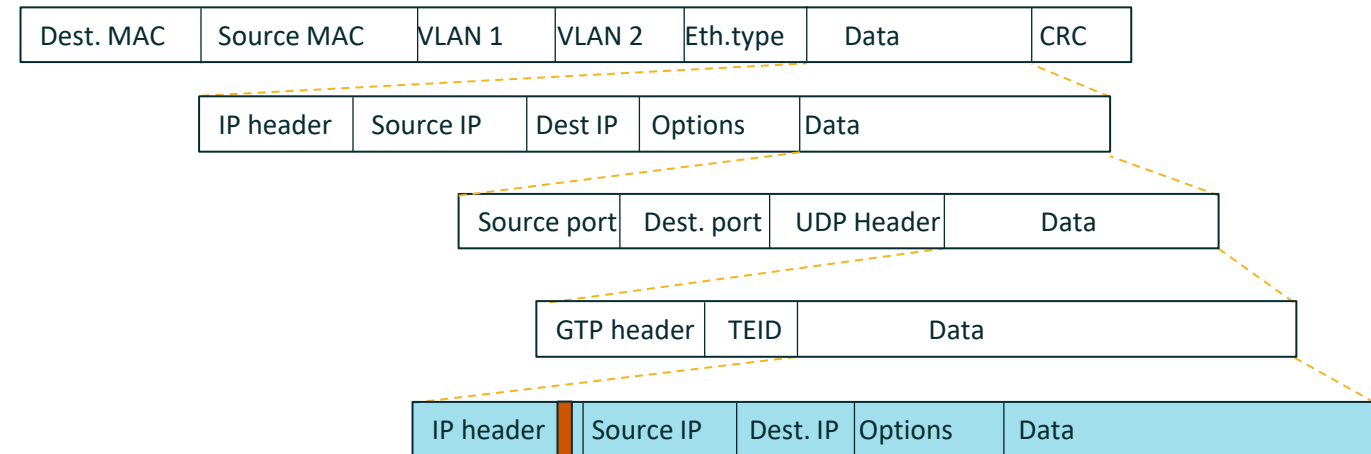 Dest. MAC Source MAC VLAN 1 VLAN 2 Eth.type Data CRC
IP header Source IP Dest IP Options Data
Source port Dest. port UDP Header Data
GTP header TEID Data
IP header Source IP Dest. IP Options Data